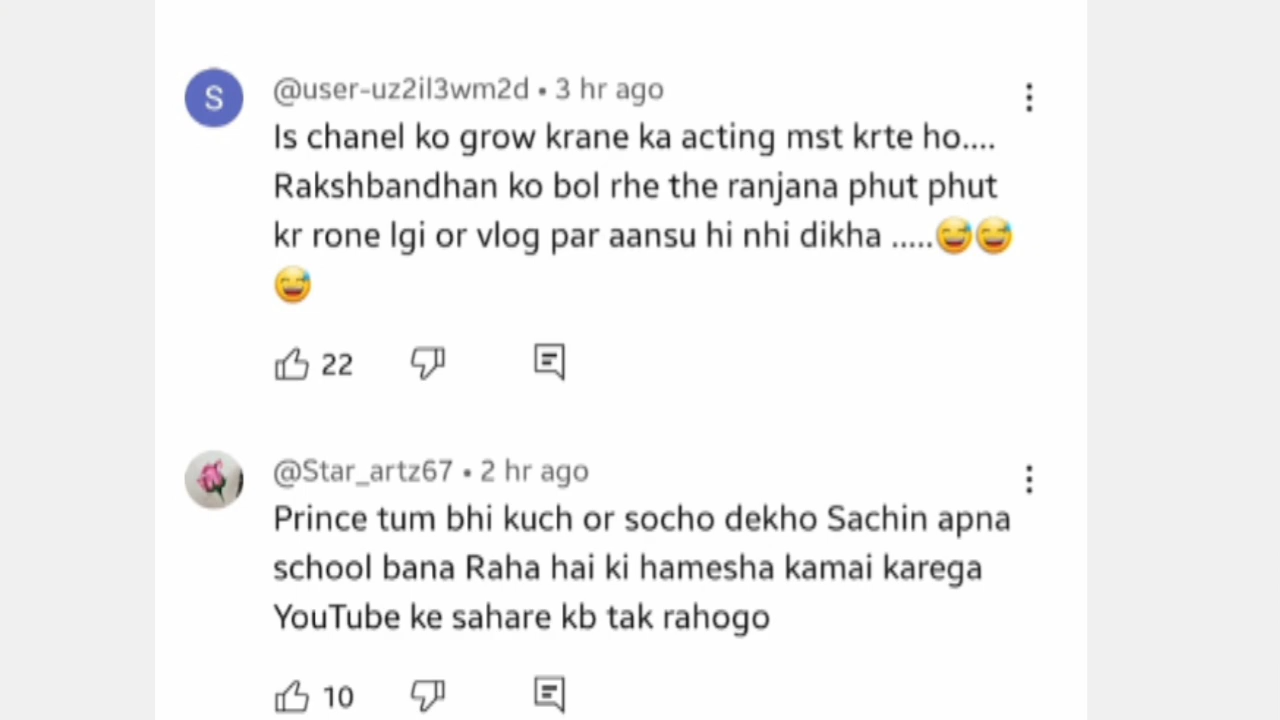 S
@user-uz2il3wm2d • 3 hr ago
Is chanel ko grow krane ka acting mst krte ho....
Rakshbandhan ko bol rhe the ranjana phut phut
kr rone lgi or vlog par aansu hi nhi dikha .....😅😅
😅
22
@Star_artz67 • 2 hr ago
Prince tum bhi kuch or socho dekho Sachin apna
school bana Raha hai ki hamesha kamai karega
YouTube ke sahare kb tak rahogo
10